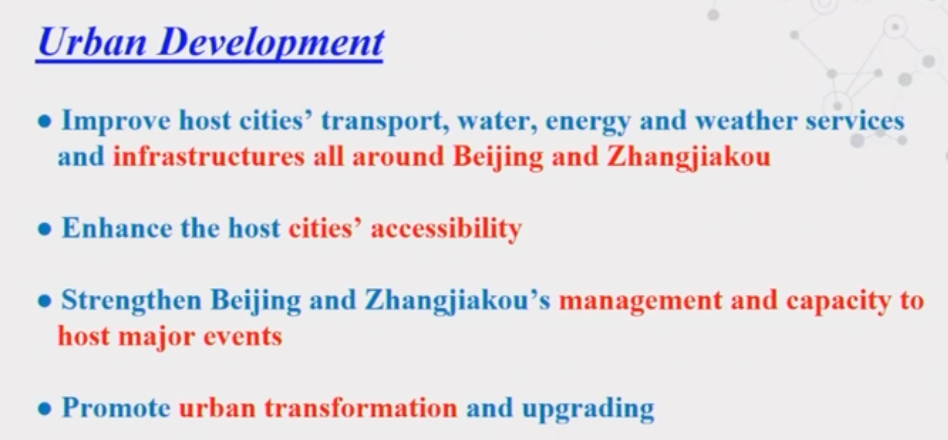 Urban Development
● Improve host cities’ transport, water, energy and weather services
and infrastructures all around Beijing and Zhangjiakou
● Enhance the host cities’ accessibility
● Strengthen Beijing and Zhangjiakou’s management and capacity to
host major events
● Promote urban transformation and upgrading